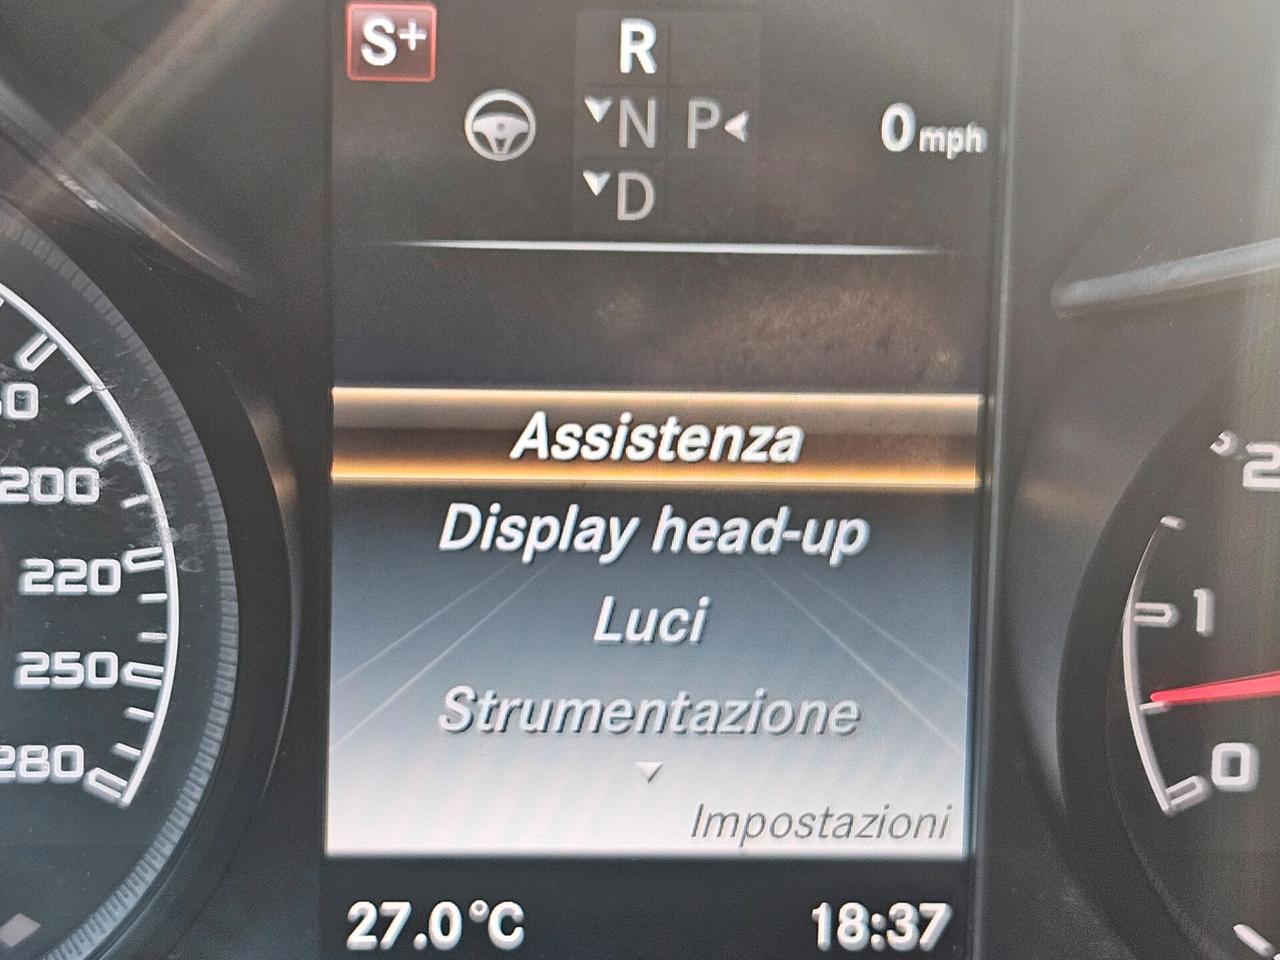 S+
R
N P
D
0 mph
Assistenza
Display head-up
Luci
Strumentazione
Impostazioni
27.0°C
18:37
200
220
250
280
2
1
0